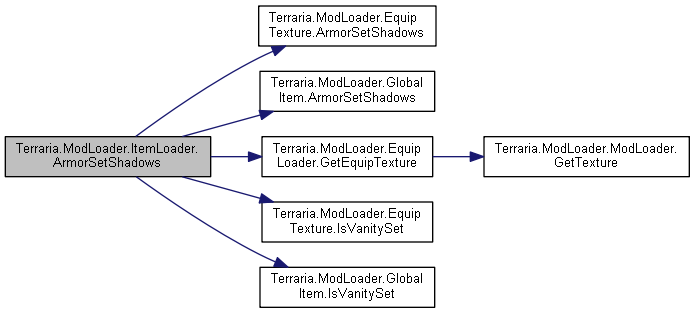 Terraria.ModLoader.ItemLoader.
ArmorSetShadows
Terraria.ModLoader.Equip
Texture.ArmorSetShadows
Terraria.ModLoader.Global
Item.ArmorSetShadows
Terraria.ModLoader.Equip
Loader.GetEquipTexture
Terraria.ModLoader.ModLoader.
GetTexture
Terraria.ModLoader.Equip
Texture.IsVanitySet
Terraria.ModLoader.Global
Item.IsVanitySet